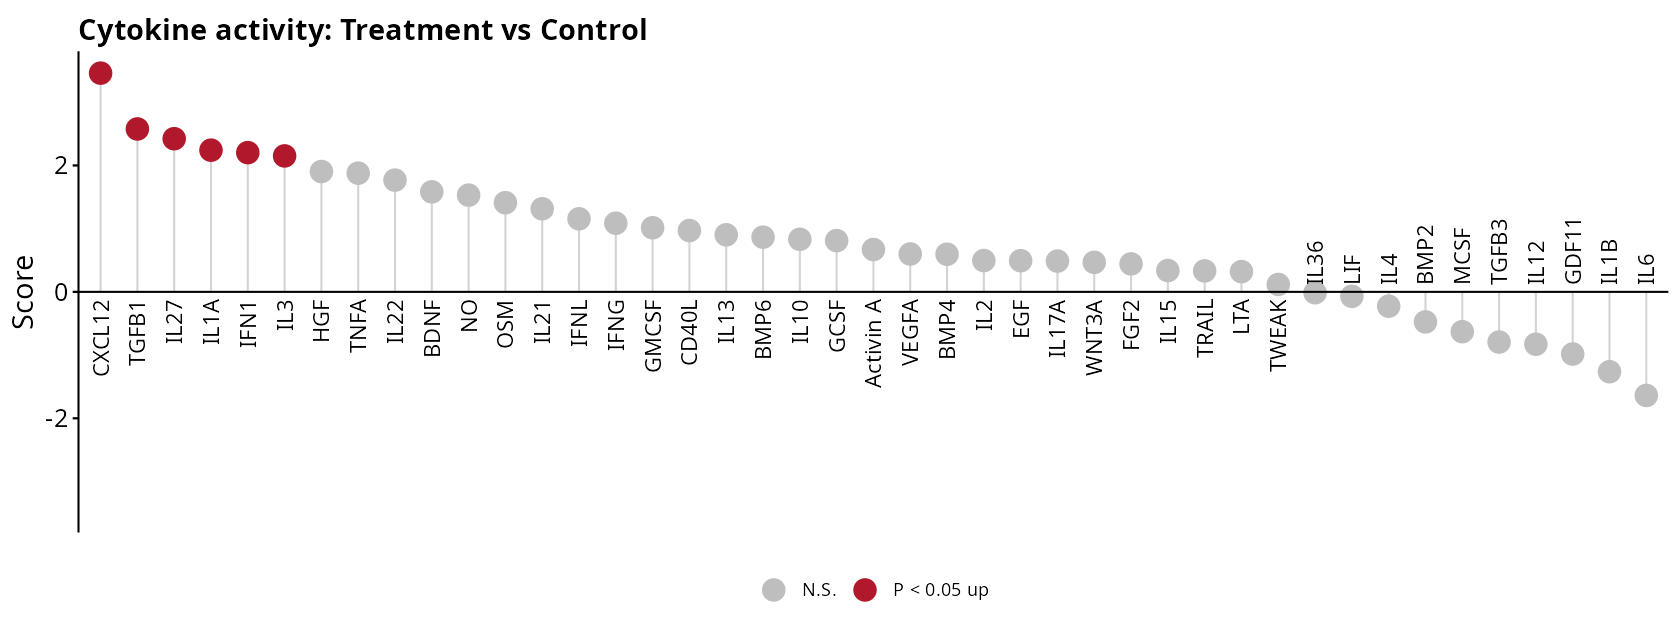 Cytokine activity: Treatment vs Control
Score
2
0
-2
CXCL12
TGFB1
IL27
IL1A
IFN1
IL3
HGF
TNFA
IL22
BDNF
NO
OSM
IL21
IFNL
IFNG
GMCSF
CD40L
IL13
BMP6
IL10
GCSF
Activin A
VEGFA
BMP4
IL2
EGF
IL17A
WNT3A
FGF2
IL15
TRAIL
LTA
TWEAK
IL36
LIF
IL4
BMP2
MCSF
TGFB3
IL12
GDF11
IL1B
IL6
N.S.
P < 0.05 up